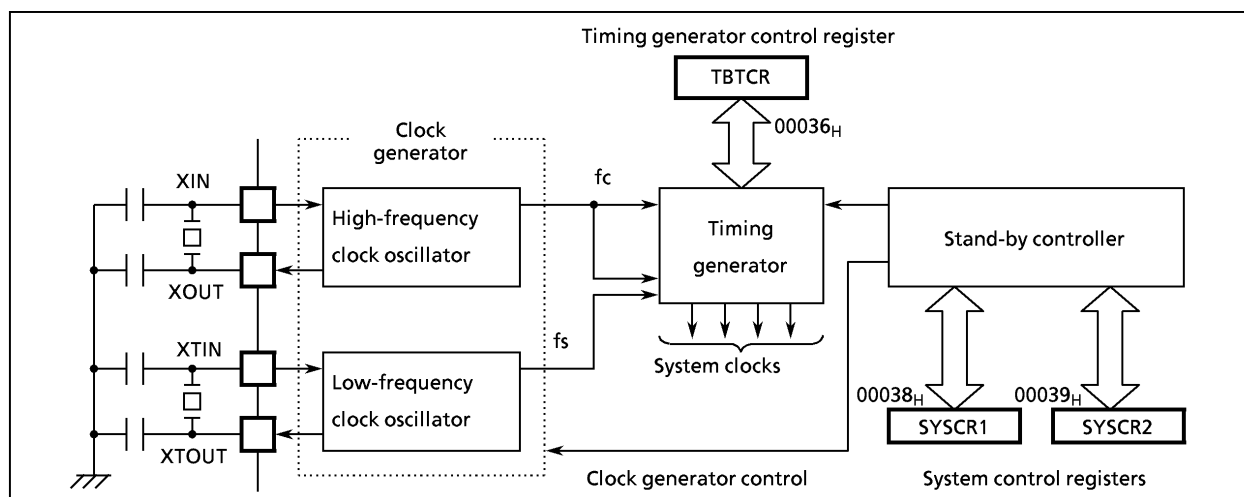 Timing generator control register
TBTCR
00036H
Clock
generator
XIN
fc
High-frequency
clock oscillator
Timing
generator
Stand-by controller
XOUT
XTIN
fs
System clocks
Low-frequency
clock oscillator
00038H
00039H
SYSCR1
SYSCR2
XTOUT
Clock generator control
System control registers